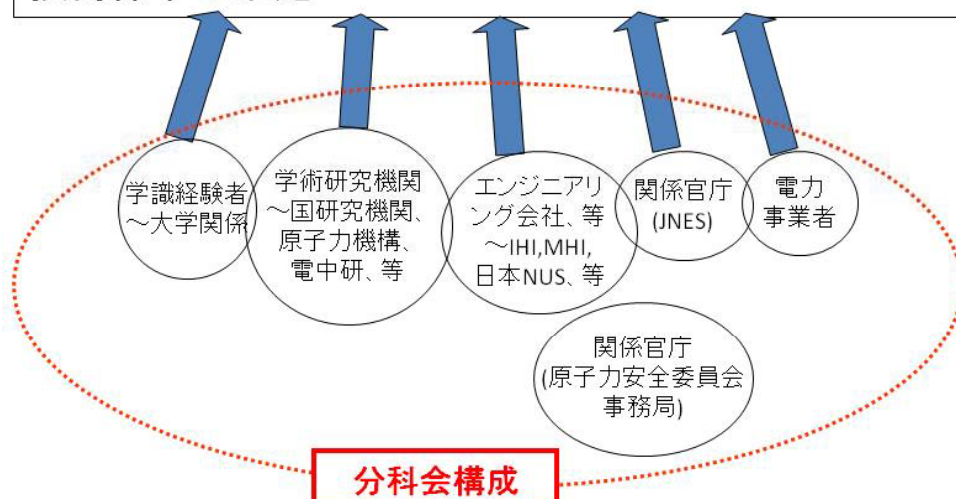 学識経験者
～大学関係
学術研究機関
～国研究機関、
原子力機構、
電中研、等
エンジニアリ
ング会社、等
～IHI,MHI,
日本NUS、等
関係官庁
(JNES)
電力
事業者
関係官庁
(原子力安全委員会
事務局)
分科会構成